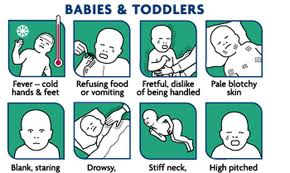 BABIES & TODDLERS
Fever – cold
hands & feet
Refusing food
or vomiting
Fretful, dislike
of being handled
Pale blotchy
skin
Blank, staring
Drowsy,
Stiff neck,
High pitched